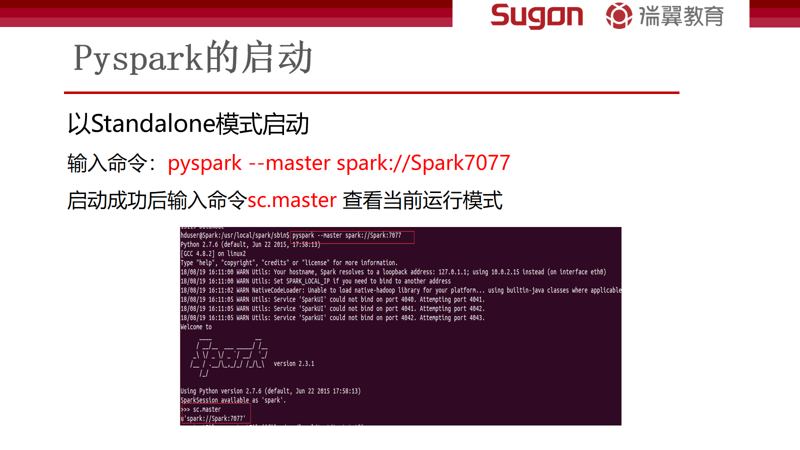 Sugon 瑞翼教育
Pyspark的启动
以Standalone模式启动
输入命令：pyspark --master spark://Spark7077
启动成功后输入命令sc.master 查看当前运行模式
hduser@Spark:/usr/local/spark/sbin$ pyspark --master spark://Spark:7077
Python 2.7.6 (default, Jun 22 2015, 17:58:13)
[GCC 4.8.2] on linux2
Type "help", "copyright", "credits" or "license" for more information.
18/08/19 16:11:00 WARN Utils: Your hostname, Spark resolves to a loopback address: 127.0.1.1; using 10.0.2.15 instead (on interface eth0)
18/08/19 16:11:00 WARN Utils: Set SPARK_LOCAL_IP if you need to bind to another address
18/08/19 16:11:02 WARN NativeCodeLoader: Unable to load native-hadoop library for your platform... using builtin-java classes where applicable
18/08/19 16:11:05 WARN Utils: Service 'SparkUI' could not bind on port 4040. Attempting port 4041.
18/08/19 16:11:05 WARN Utils: Service 'SparkUI' could not bind on port 4041. Attempting port 4042.
18/08/19 16:11:05 WARN Utils: Service 'SparkUI' could not bind on port 4042. Attempting port 4043.
Welcome to
version 2.3.1
Using Python version 2.7.6 (default, Jun 22 2015 17:58:13)
SparkSession available as 'spark'.
>>> sc.master
u'spark://Spark:7077'